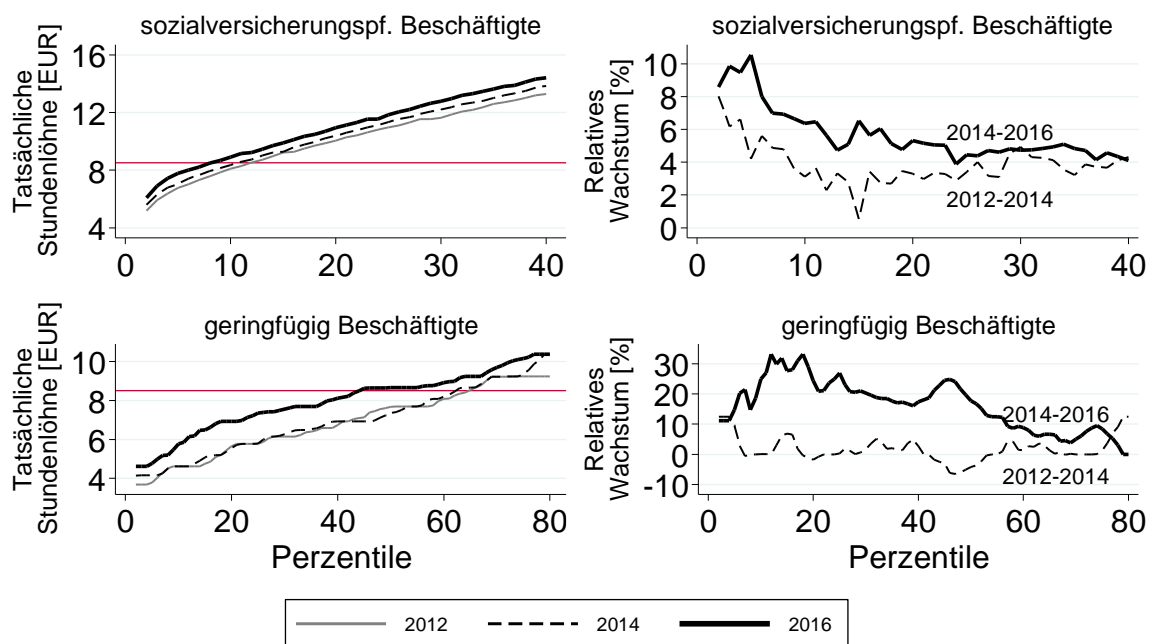 sozialversicherungspf. Beschäftigte
Tatsächliche
Stundenlöhne [EUR]
16
12
8
4
0 10 20 30 40
sozialversicherungspf. Beschäftigte
Relatives
Wachstum [%]
10
8
6
4
2
0
2014-2016
2012-2014
0 10 20 30 40
geringfügig Beschäftigte
Tatsächliche
Stundenlöhne [EUR]
10
8
6
4
0 20 40 60 80
Perzentile
geringfügig Beschäftigte
Relatives
Wachstum [%]
30
20
10
0
-10
2014-2016
2012-2014
0 20 40 60 80
Perzentile
2012 2014 2016